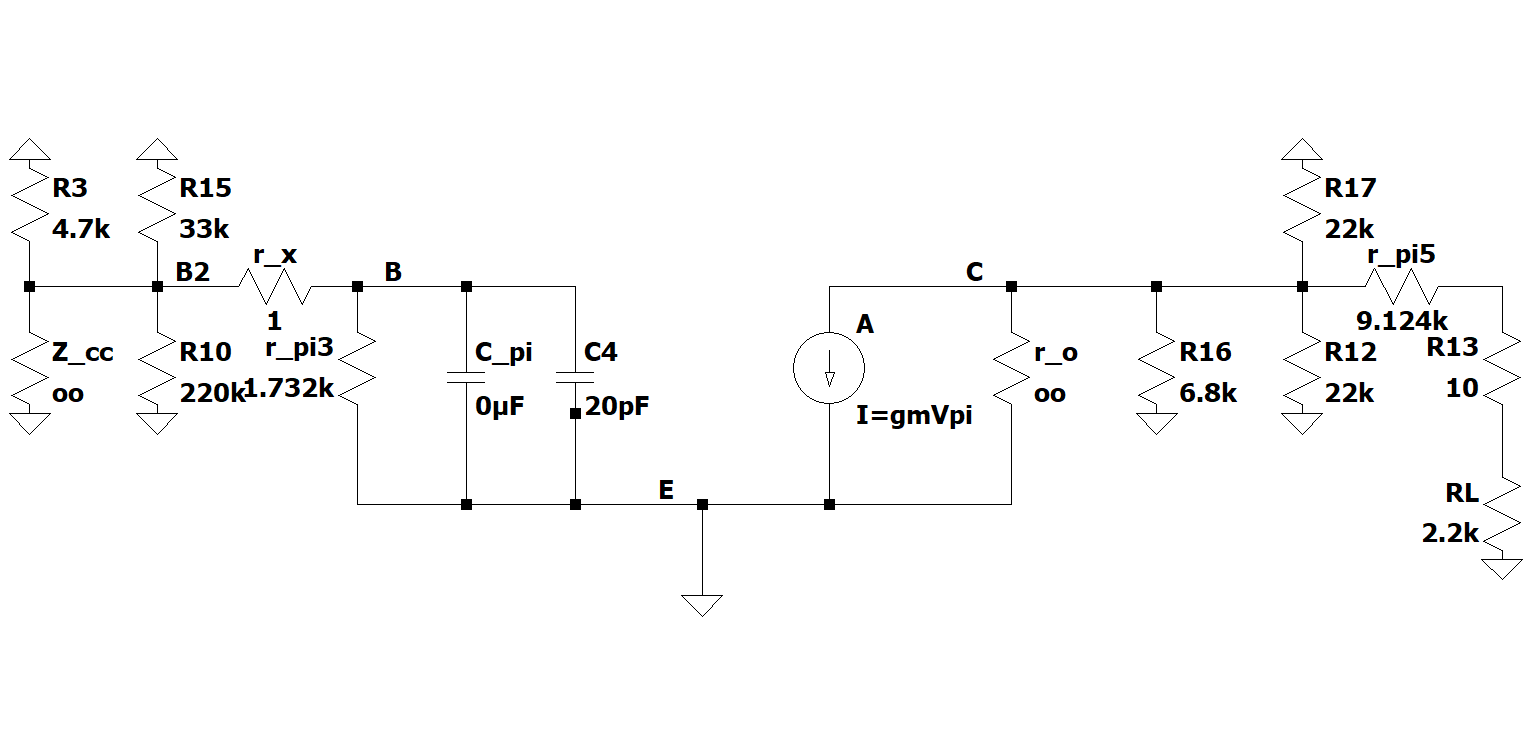 R3
4.7k
R15
33k
B2
r_x
1
B
Z_cc
oo
R10
220k
r_pi3
1.732k
C_pi
0µF
C4
20pF
E
A
I=gmVpi
C
r_o
oo
R16
6.8k
R17
22k
r_pi5
9.124k
R12
22k
R13
10
RL
2.2k